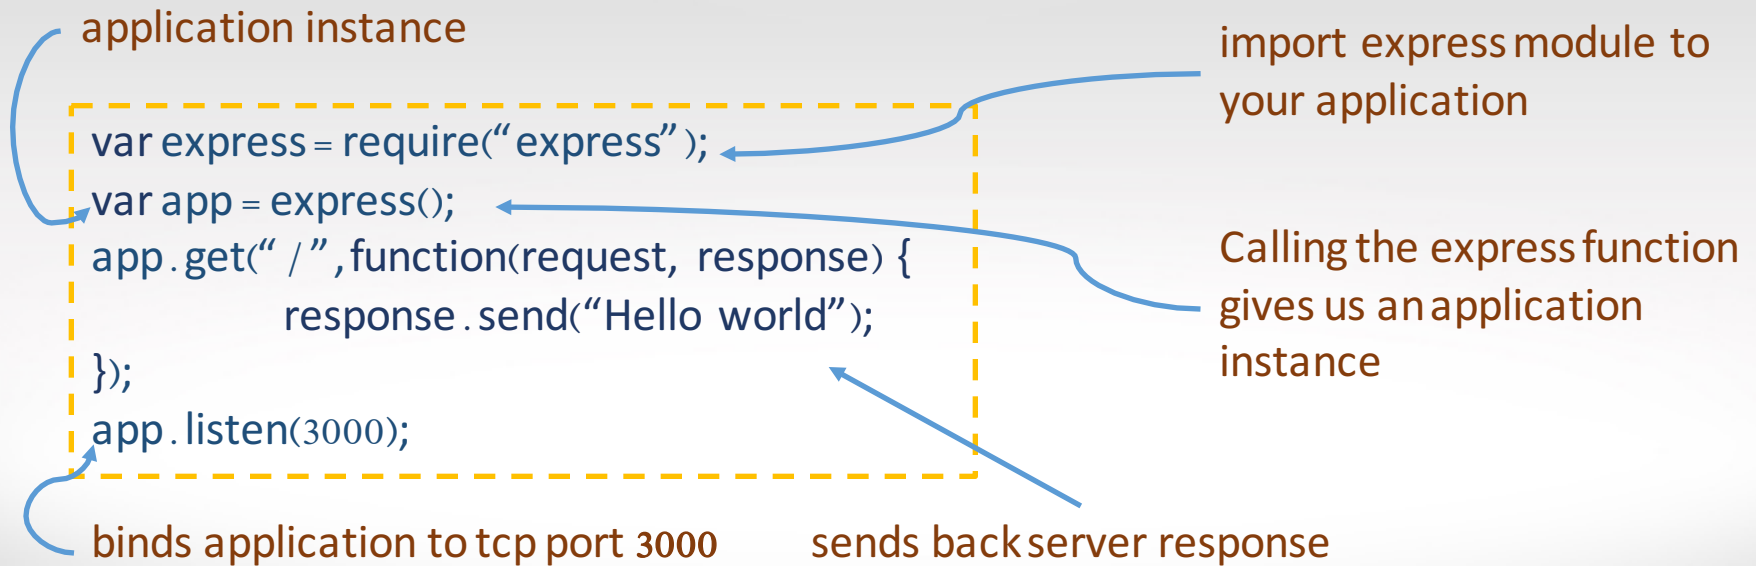 application instance
import express module to
your application
var express = require(“express”);
var app = express();
app.get(“ / ”, function(request, response) {
response.send(“Hello world”);
});
app.listen(3000);
Calling the express function
gives us an application
instance
binds application to tcp port 3000
sends back server response